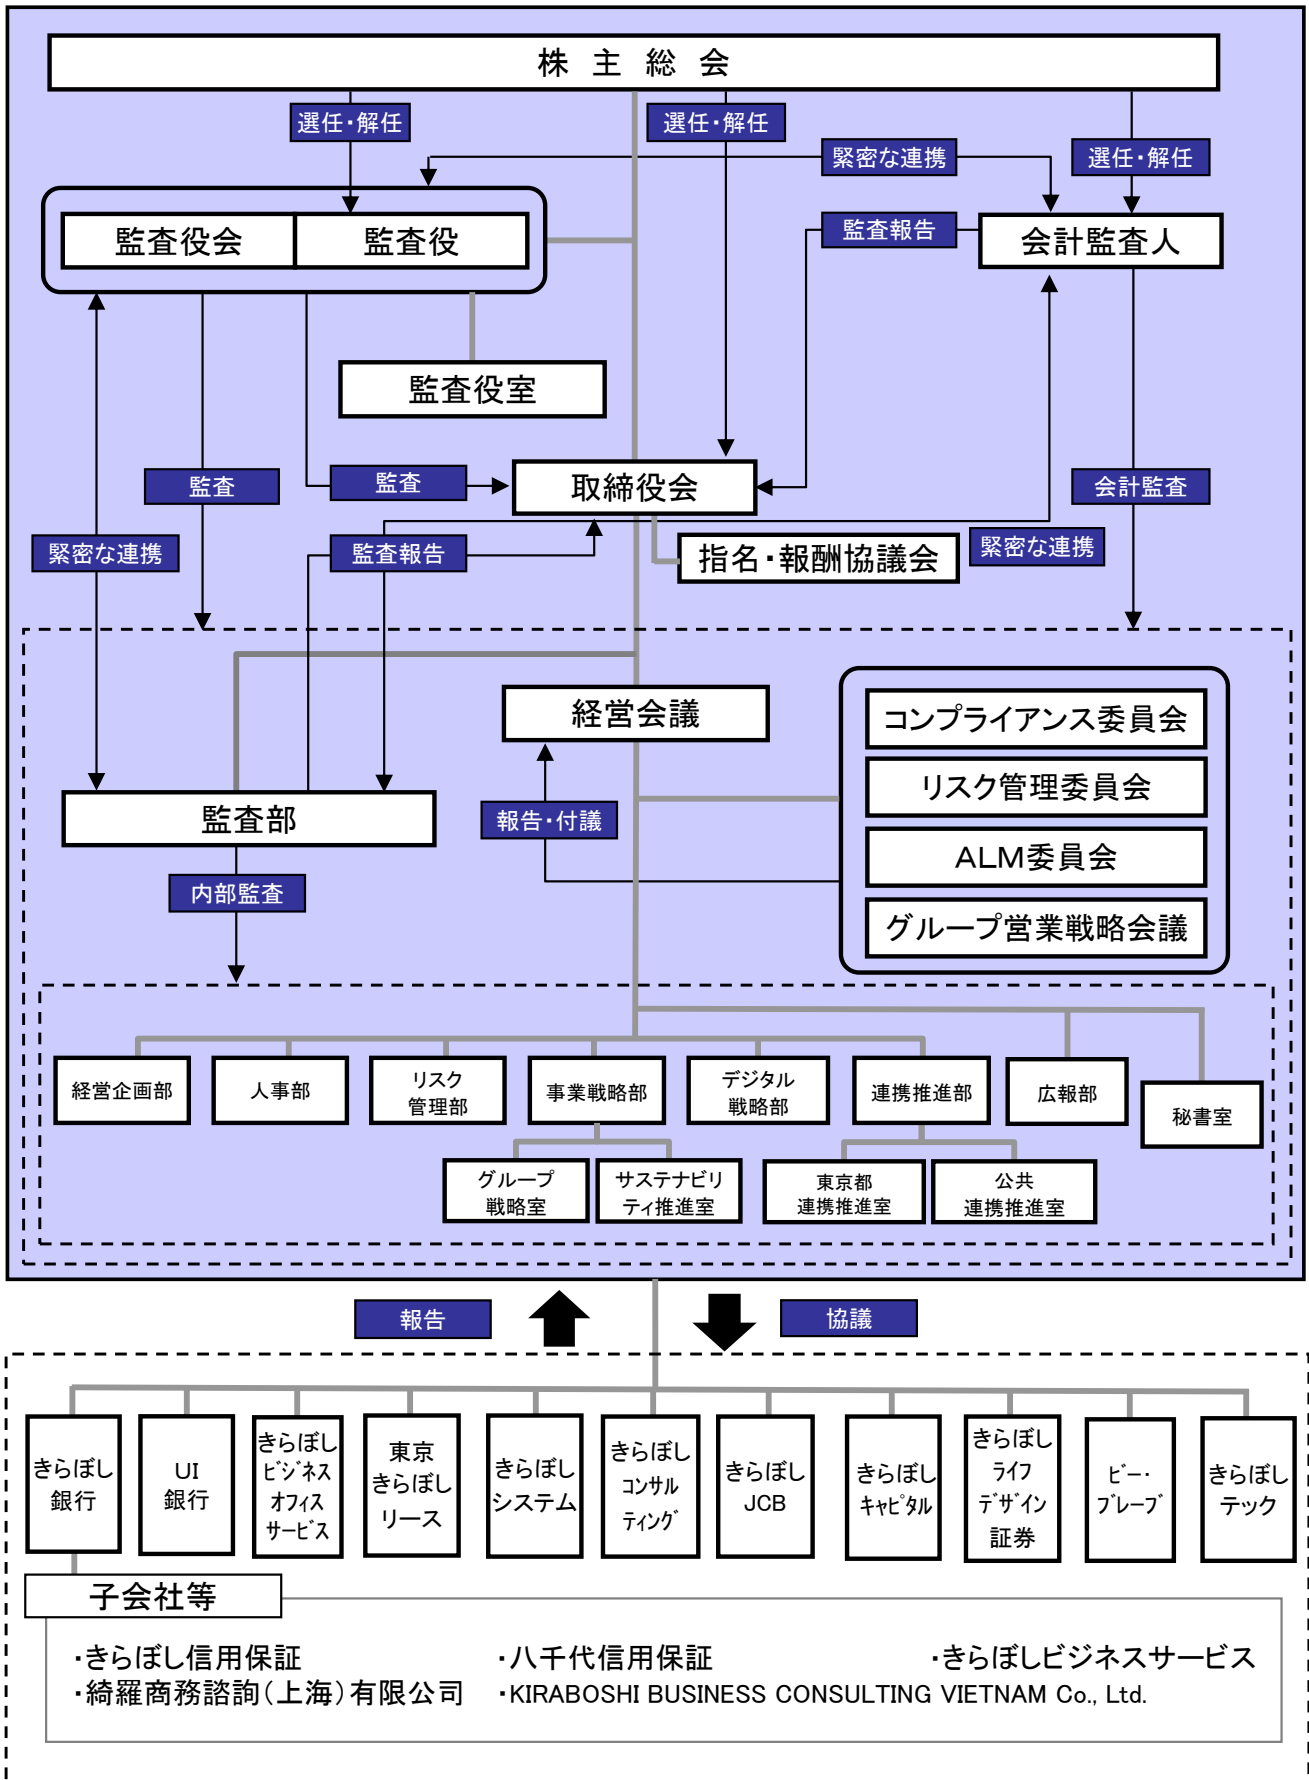 株 主 総 会
選任・解任
選任・解任
緊密な連携
選任・解任
監査役会
監査役
監査報告
会計監査人
監査役室
監査
監査
取締役会
会計監査
緊密な連携
監査報告
指名・報酬協議会
緊密な連携
経営会議
コンプライアンス委員会
リスク管理委員会
監査部
報告・付議
ALM委員会
内部監査
グループ営業戦略会議
経営企画部
人事部
リスク
管理部
事業戦略部
デジタル
戦略部
連携推進部
広報部
秘書室
グループ
戦略室
サステナビリ
ティ推進室
東京都
連携推進室
公共
連携推進室
報告
協議
きらぼし
銀行
UI
銀行
きらぼし
ﾋﾞｼﾞﾈｽ
ｵﾌｨｽ
ｻｰﾋﾞｽ
東京
きらぼし
リース
きらぼし
システム
きらぼし
ｺﾝｻﾙ
ﾃｨﾝｸﾞ
きらぼし
JCB
きらぼし
ｷｬﾋﾟﾀﾙ
きらぼし
ﾗｲﾌ
ﾃﾞｻﾞｲﾝ
証券
ﾋﾞｰ・
ﾌﾞﾚｰﾌﾞ
きらぼし
テック
子会社等
・きらぼし信用保証
・八千代信用保証
・きらぼしビジネスサービス
・綺羅商務諮詢（上海）有限公司
・KIRABOSHI BUSINESS CONSULTING VIETNAM Co., Ltd.